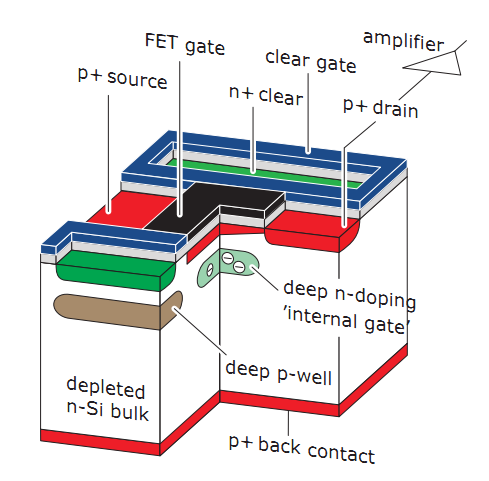 amplifier
FET gate
clear gate
p+ source
n+ clear
p+ drain
deep n-doping
'internal gate'
deep p-well
depleted
n-Si bulk
p+ back contact